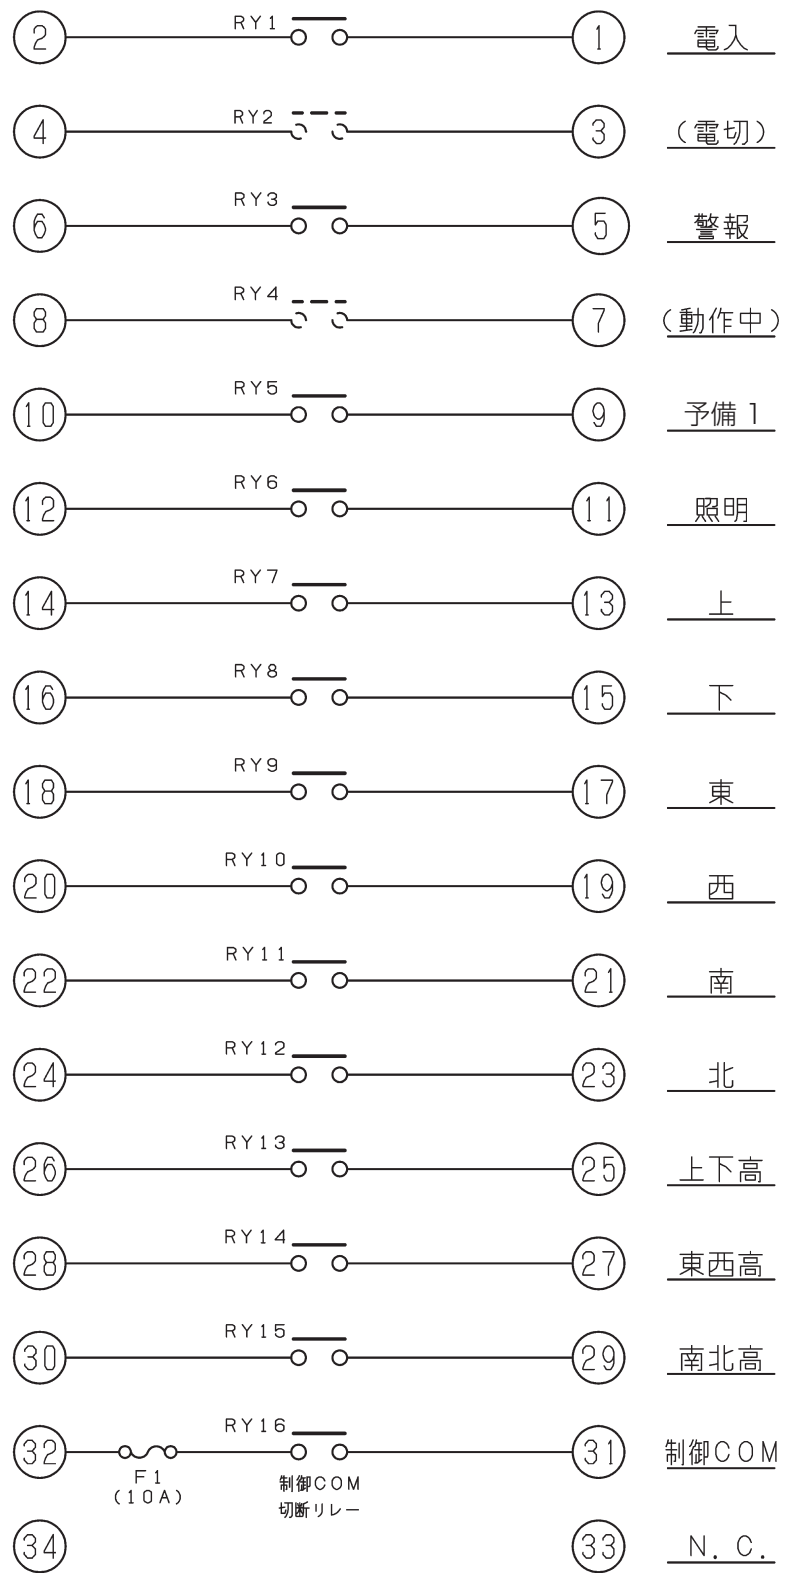 RY1
2 1 電入
RY2
4 3 (電切)
RY3
6 5 警報
RY4
8 7 (動作中)
RY5
10 9 予備1
RY6
12 11 照明
RY7
14 13 上
RY8
16 15 下
RY9
18 17 東
RY10
20 19 西
RY11
22 21 南
RY12
24 23 北
RY13
26 25 上下高
RY14
28 27 東西高
RY15
30 29 南北高
RY16
32 31 制御COM
F1 制御COM
(10A) 切断リレー
34 33 N.C.